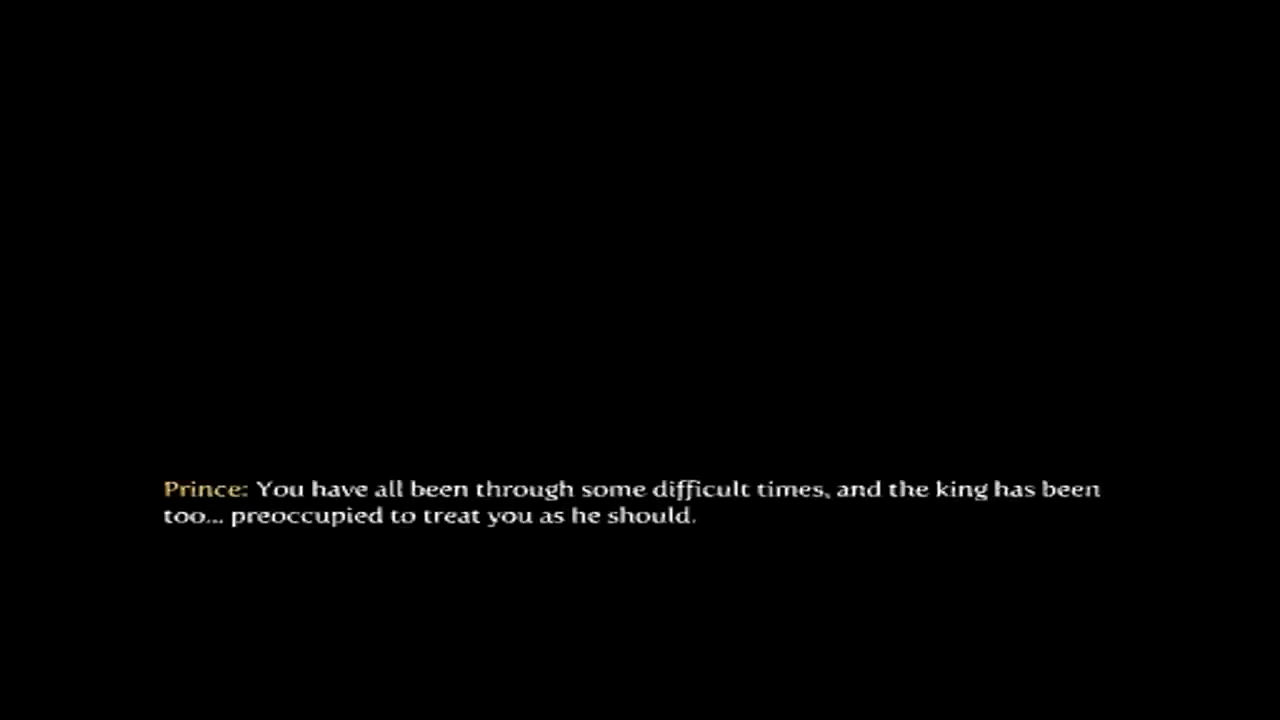 Prince: You have all been through some difficult times, and the king has been
too... preoccupied to treat you as he should.